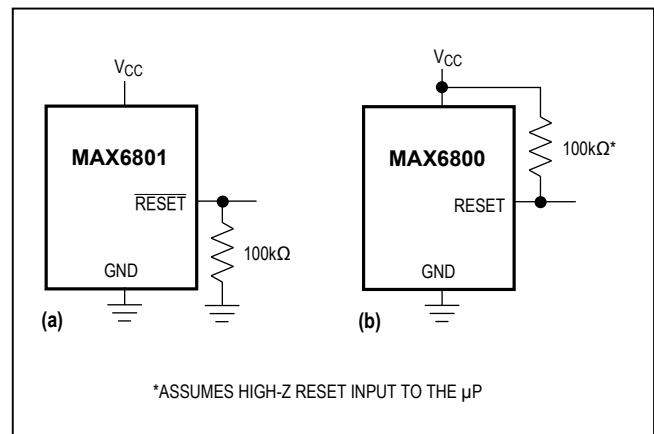 VCC
MAX6801
RESET
100kΩ
GND
(a)
VCC
MAX6800
100kΩ*
RESET
GND
(b)
*ASSUMES HIGH-Z RESET INPUT TO THE µP